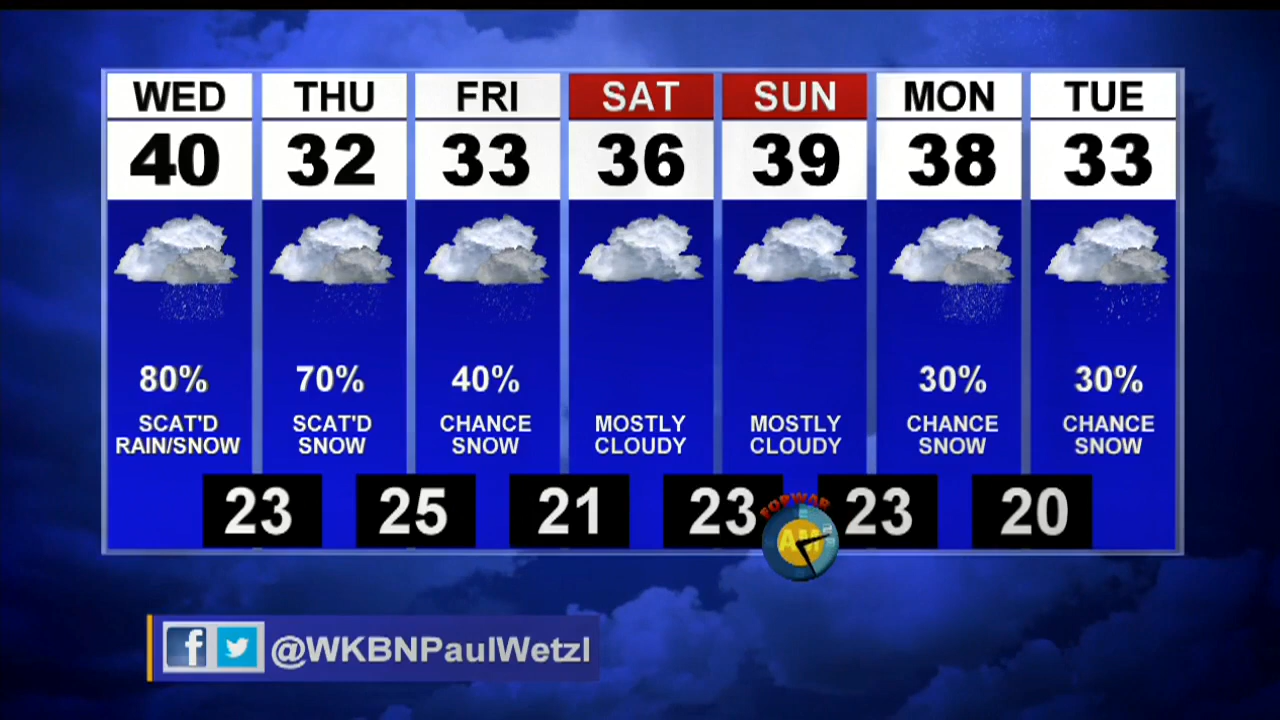 WED THU FRI SAT SUN MON TUE
40 32 33 36 39 38 33
80% 70% 40% 30% 30%
SCAT'D SCAT'D CHANCE MOSTLY MOSTLY CHANCE CHANCE
RAIN/SNOW SNOW SNOW CLOUDY CLOUDY SNOW SNOW
23 25 21 23 23 20
AM
f @WKBNPaulWetzl